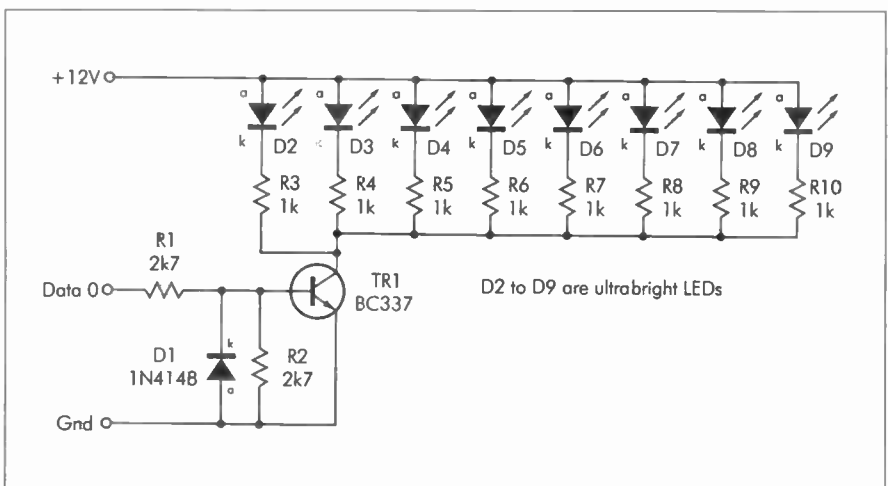 +12V
a a a a a a a a
k k k k k k k k
D2 D3 D4 D5 D6 D7 D8 D9
R3 R4 R5 R6 R7 R8 R9 R10
1k 1k 1k 1k 1k 1k 1k 1k
R1
2k7
Data 0
TR1
BC337
D2 to D9 are ultrabright LEDs
D1
1N4148
k
a
R2
2k7
Gnd